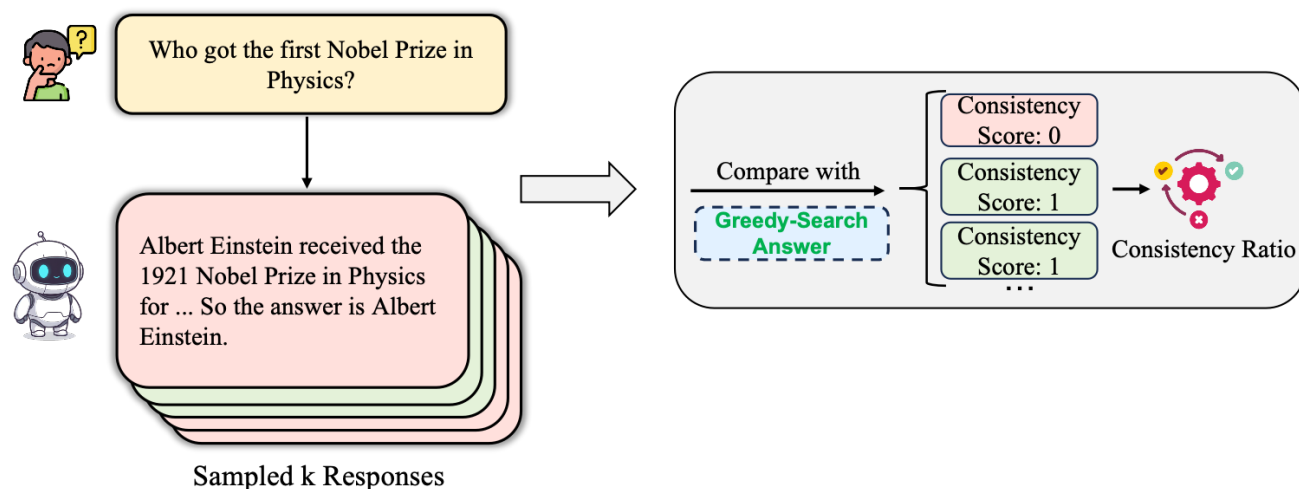 Who got the first Nobel Prize in
Physics?
?
Albert Einstein received the
1921 Nobel Prize in Physics
for ... So the answer is Albert
Einstein.
Sampled k Responses
Compare with
Greedy-Search
Answer
Consistency
Score: 0
Consistency
Score: 1
Consistency
Score: 1
...
Consistency Ratio